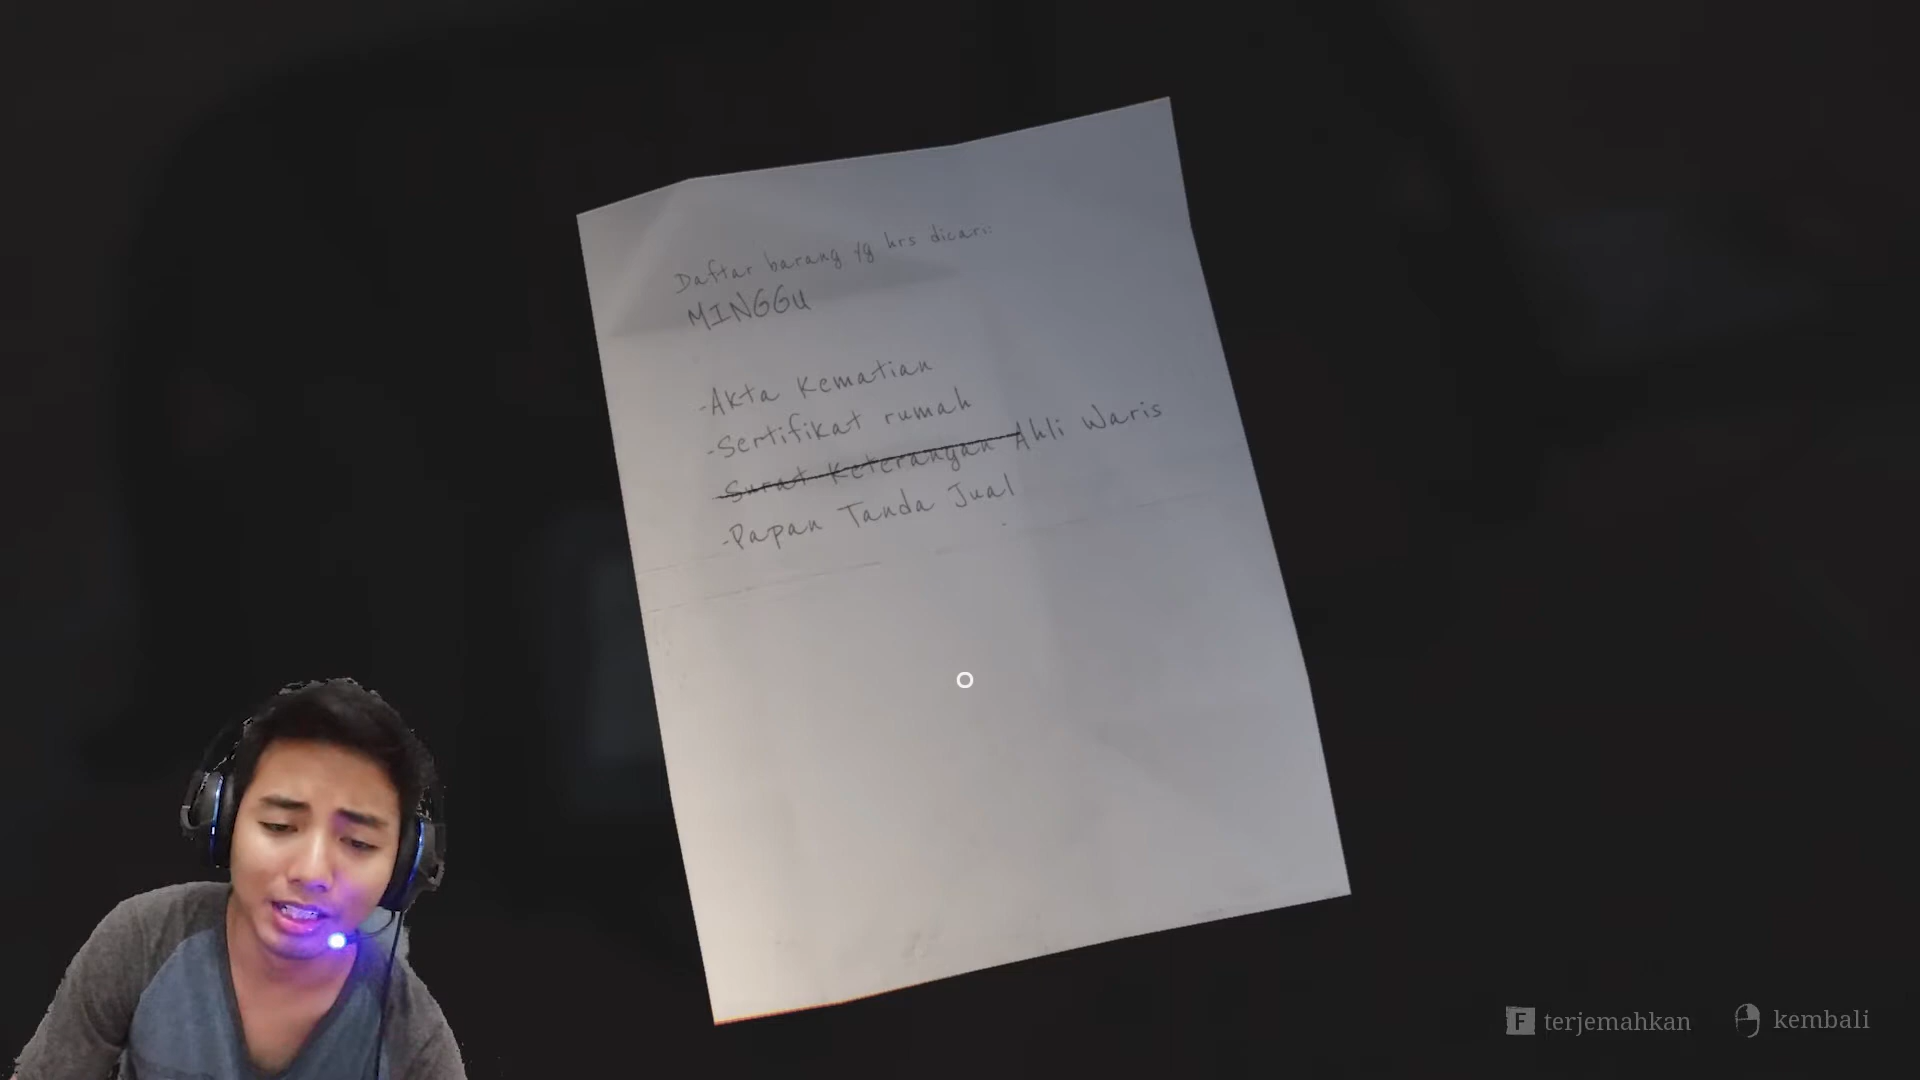 Daftar barang yg hrs dicari:
MINGGU
-Akta Kematian
-Sertifikat rumah
-Surat Keterangan Ahli Waris
-Papan Tanda Jual
F terjemahkan kembali